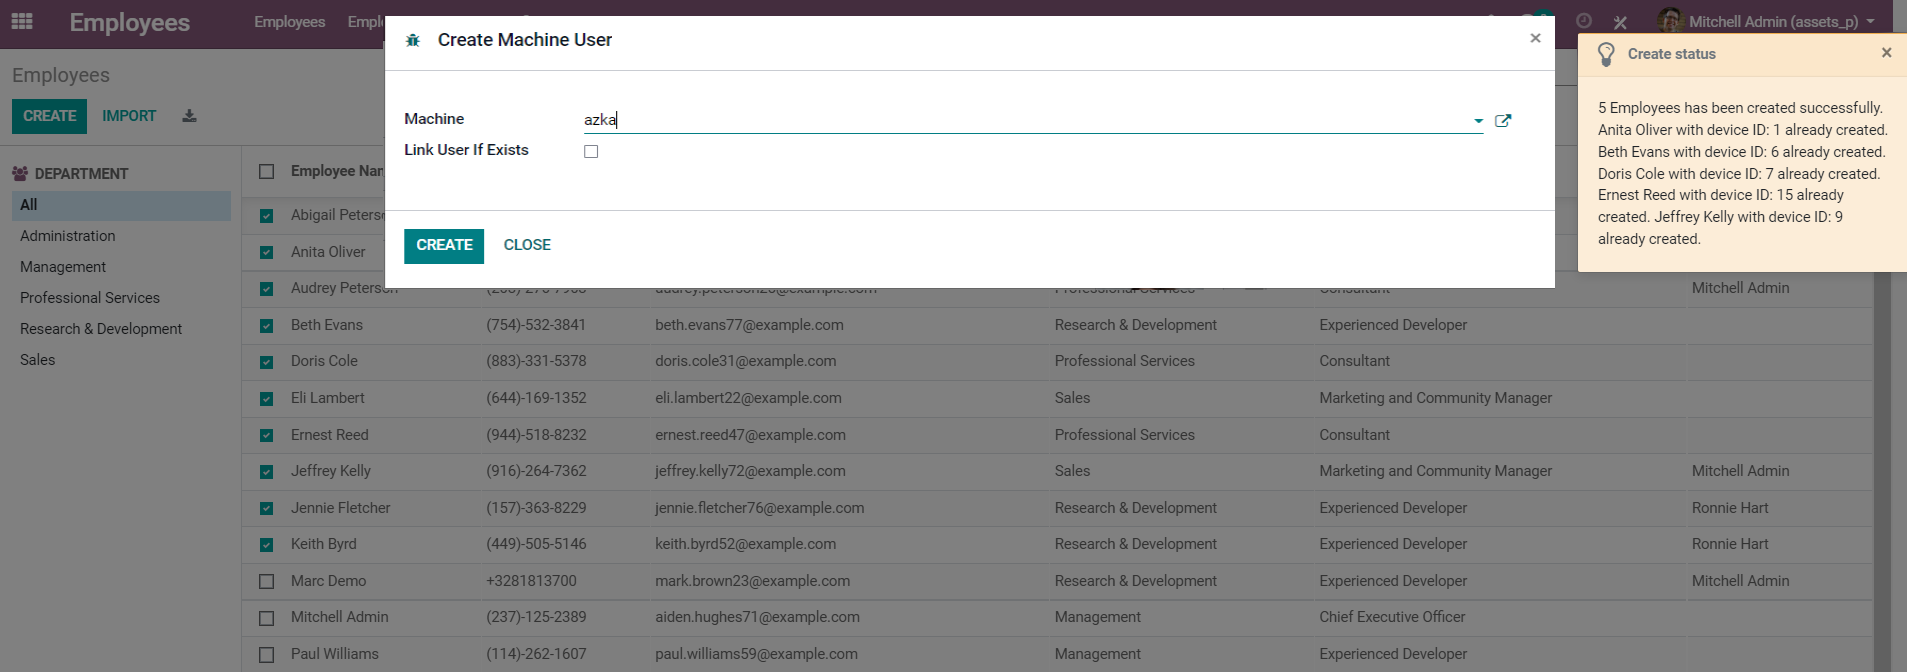 Employees
Employees
Mitchell Admin (assets_p)
Employees
CREATE
IMPORT
DEPARTMENT
All
Administration
Management
Professional Services
Research & Development
Sales
Create Machine User
×
Machine
azka
Link User If Exists
CREATE
CLOSE
Create status
×
5 Employees has been created successfully.
Anita Oliver with device ID: 1 already created.
Beth Evans with device ID: 6 already created.
Doris Cole with device ID: 7 already created.
Ernest Reed with device ID: 15 already
created. Jeffrey Kelly with device ID: 9
already created.
Employee Nar
Abigail Peters
Anita Oliver
Audrey Peterson audrey.peterson25@example.com Professional Services Consultant Mitchell Admin
Beth Evans (754)-532-3841 beth.evans77@example.com Research & Development Experienced Developer
Doris Cole (883)-331-5378 doris.cole31@example.com Professional Services Consultant
Eli Lambert (644)-169-1352 eli.lambert22@example.com Sales Marketing and Community Manager
Ernest Reed (944)-518-8232 ernest.reed47@example.com Professional Services Consultant
Jeffrey Kelly (916)-264-7362 jeffrey.kelly72@example.com Sales Marketing and Community Manager Mitchell Admin
Jennie Fletcher (157)-363-8229 jennie.fletcher76@example.com Research & Development Experienced Developer Ronnie Hart
Keith Byrd (449)-505-5146 keith.byrd52@example.com Research & Development Experienced Developer Ronnie Hart
Marc Demo +3281813700 mark.brown23@example.com Research & Development Experienced Developer Mitchell Admin
Mitchell Admin (237)-125-2389 aiden.hughes71@example.com Management Chief Executive Officer
Paul Williams (114)-262-1607 paul.williams59@example.com Management Experienced Developer